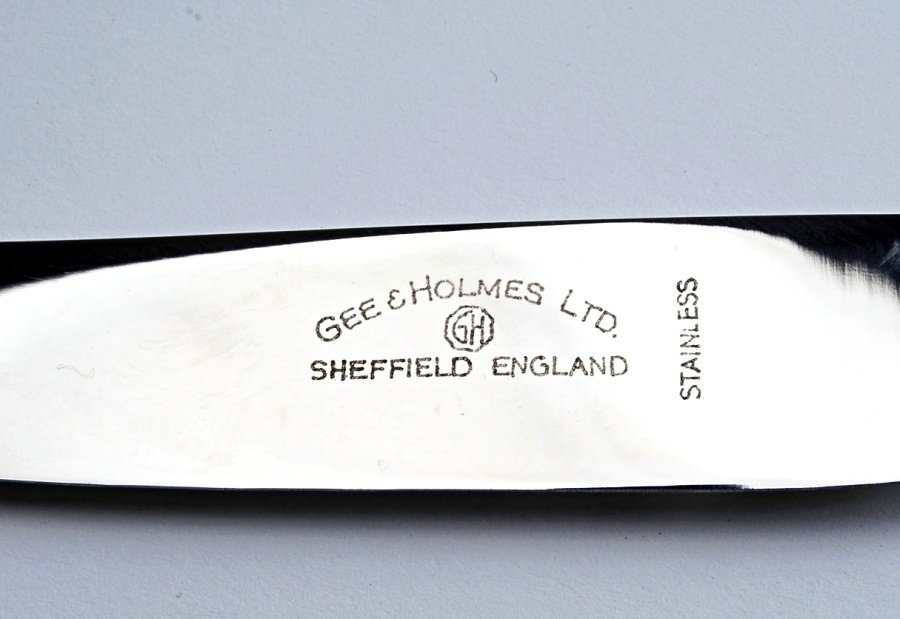 GEE & HOLMES LTD.
GH
SHEFFIELD ENGLAND
STAINLESS